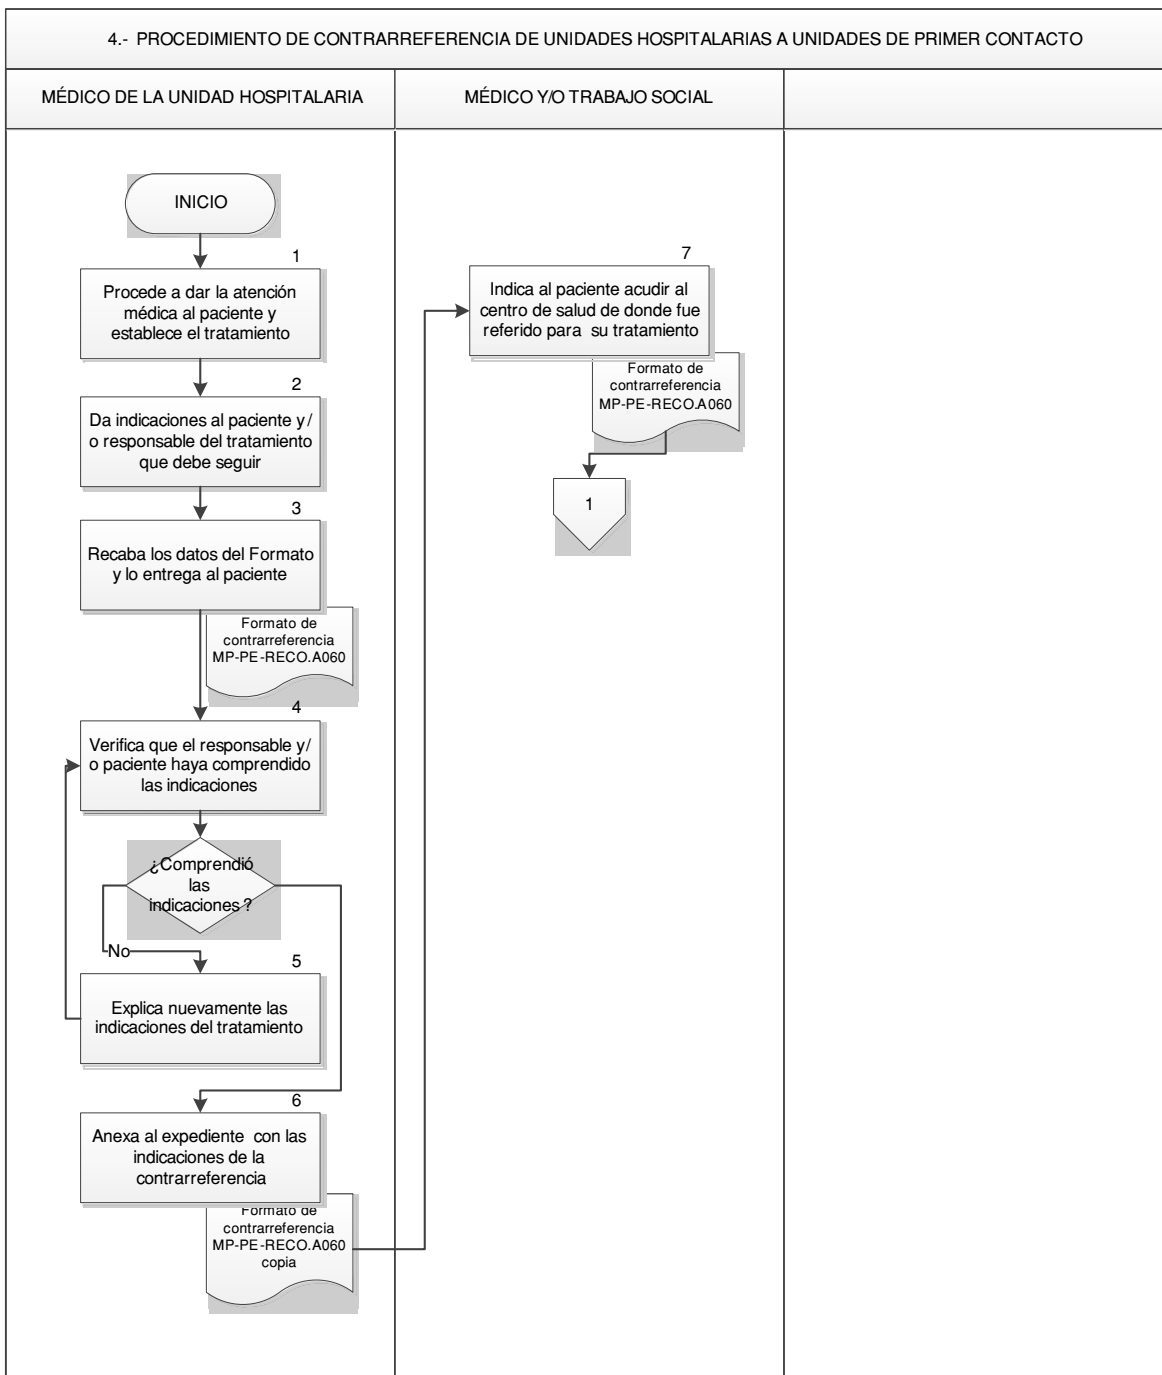 4.- PROCEDIMIENTO DE CONTRARREFERENCIA DE UNIDADES HOSPITALARIAS A UNIDADES DE PRIMER CONTACTO
MÉDICO DE LA UNIDAD HOSPITALARIA
MÉDICO Y/O TRABAJO SOCIAL
INICIO
1
Procede a dar la atención
médica al paciente y
establece el tratamiento
2
Da indicaciones al paciente y/
o responsable del tratamiento
que debe seguir
3
Recaba los datos del Formato
y lo entrega al paciente
Formato de
contrarreferencia
MP-PE-RECO.A060
4
Verifica que el responsable y/
o paciente haya comprendido
las indicaciones
¿Comprendió
las
indicaciones?
No
5
Explica nuevamente las
indicaciones del tratamiento
6
Anexa al expediente con las
indicaciones de la
contrarreferencia
Formato de
contrarreferencia
MP-PE-RECO.A060
copia
7
Indica al paciente acudir al
centro de salud de donde fue
referido para su tratamiento
Formato de
contrarreferencia
MP-PE-RECO.A060
1